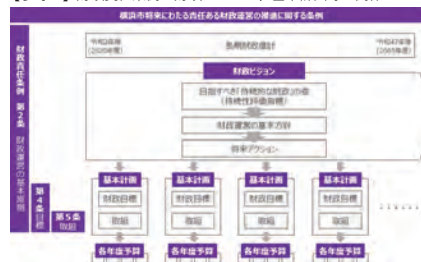 横浜市将来にわたる責任ある財政運営の推進に関する条例
財政責任条例 第2条 財政運営の基本原則
第4条 目標
第5条 取組
令和2年度
(2020年度)
長期財政推計
令和47年度
(2065年度)
財政ビジョン
目指すべき「持続的な財政」の姿
(持続性評価指標)
財政運営の基本方針
将来アクション
基本計画 基本計画 基本計画 基本計画
財政目標 財政目標 財政目標 財政目標
取組 取組 取組 取組
各年度予算 各年度予算 各年度予算 各年度予算